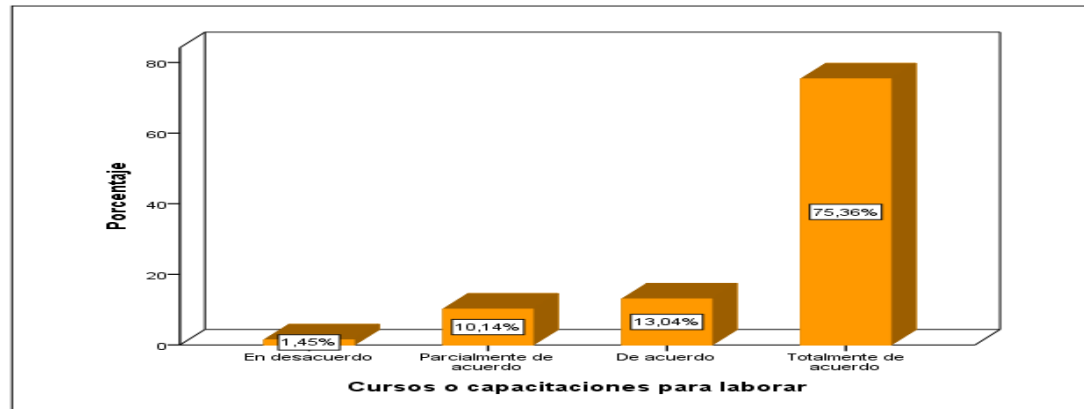 Porcentaje
80
60
40
20
0
1,45%
10,14%
13,04%
75,36%
En desacuerdo
Parcialmente de
acuerdo
De acuerdo
Totalmente de
acuerdo
Cursos o capacitaciones para laborar